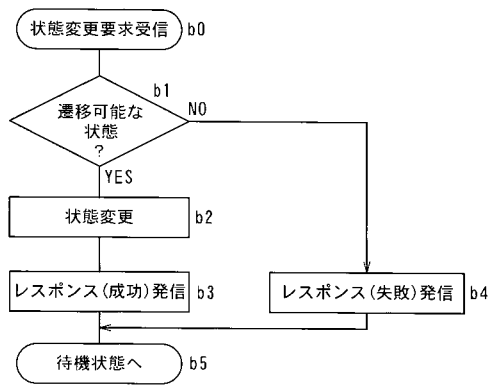 状態変更要求受信 b0
b1
遷移可能な
状態
?
NO
YES
状態変更 b2
レスポンス(成功)発信 b3
レスポンス(失敗)発信 b4
待機状態へ b5